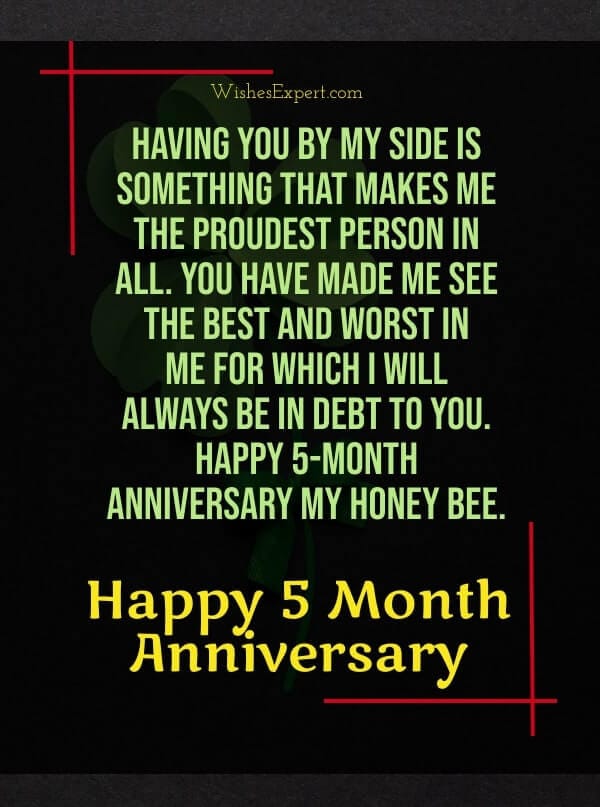 WishesExpert.com
HAVING YOU BY MY SIDE IS
SOMETHING THAT MAKES ME
THE PROUDEST PERSON IN
ALL. YOU HAVE MADE ME SEE
THE BEST AND WORST IN
ME FOR WHICH I WILL
ALWAYS BE IN DEBT TO YOU.
HAPPY 5-MONTH
ANNIVERSARY MY HONEY BEE.
Happy 5 Month
Anniversary